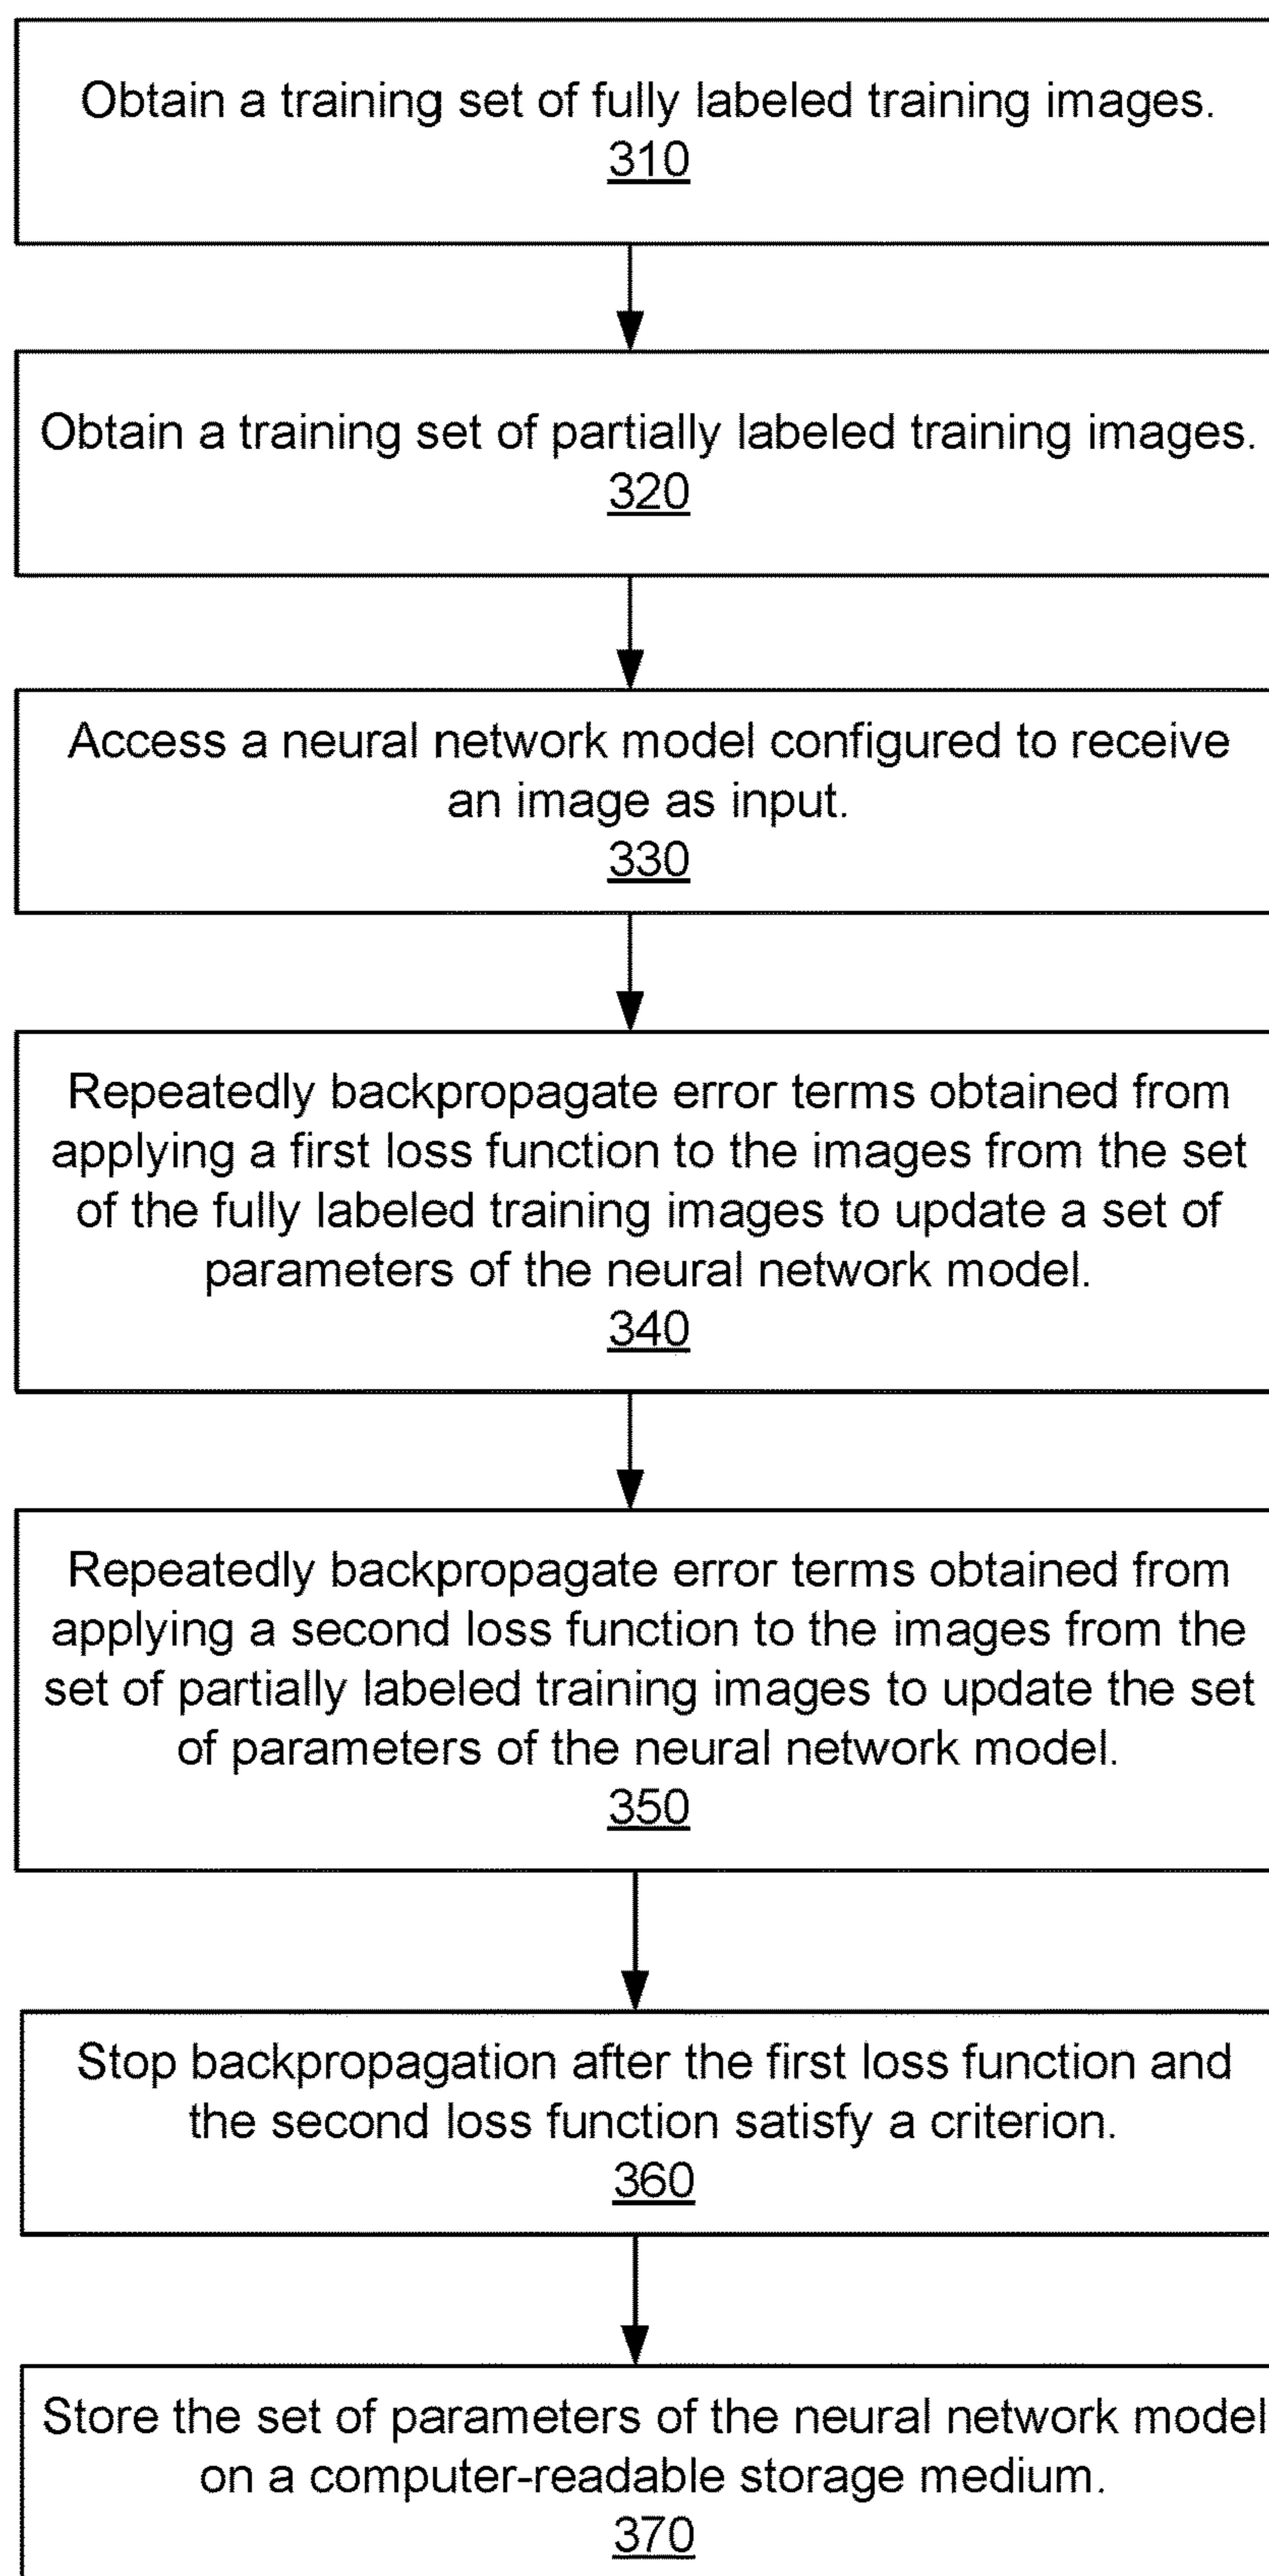 Obtain a training set of fully labeled training images.
310
Obtain a training set of partially labeled training images.
320
Access a neural network model configured to receive
an image as input.
330
Repeatedly backpropagate error terms obtained from
applying a first loss function to the images from the set
of the fully labeled training images to update a set of
parameters of the neural network model.
340
Repeatedly backpropagate error terms obtained from
applying a second loss function to the images from the
set of partially labeled training images to update the set
of parameters of the neural network model.
350
Stop backpropagation after the first loss function and
the second loss function satisfy a criterion.
360
Store the set of parameters of the neural network model
on a computer-readable storage medium.
370